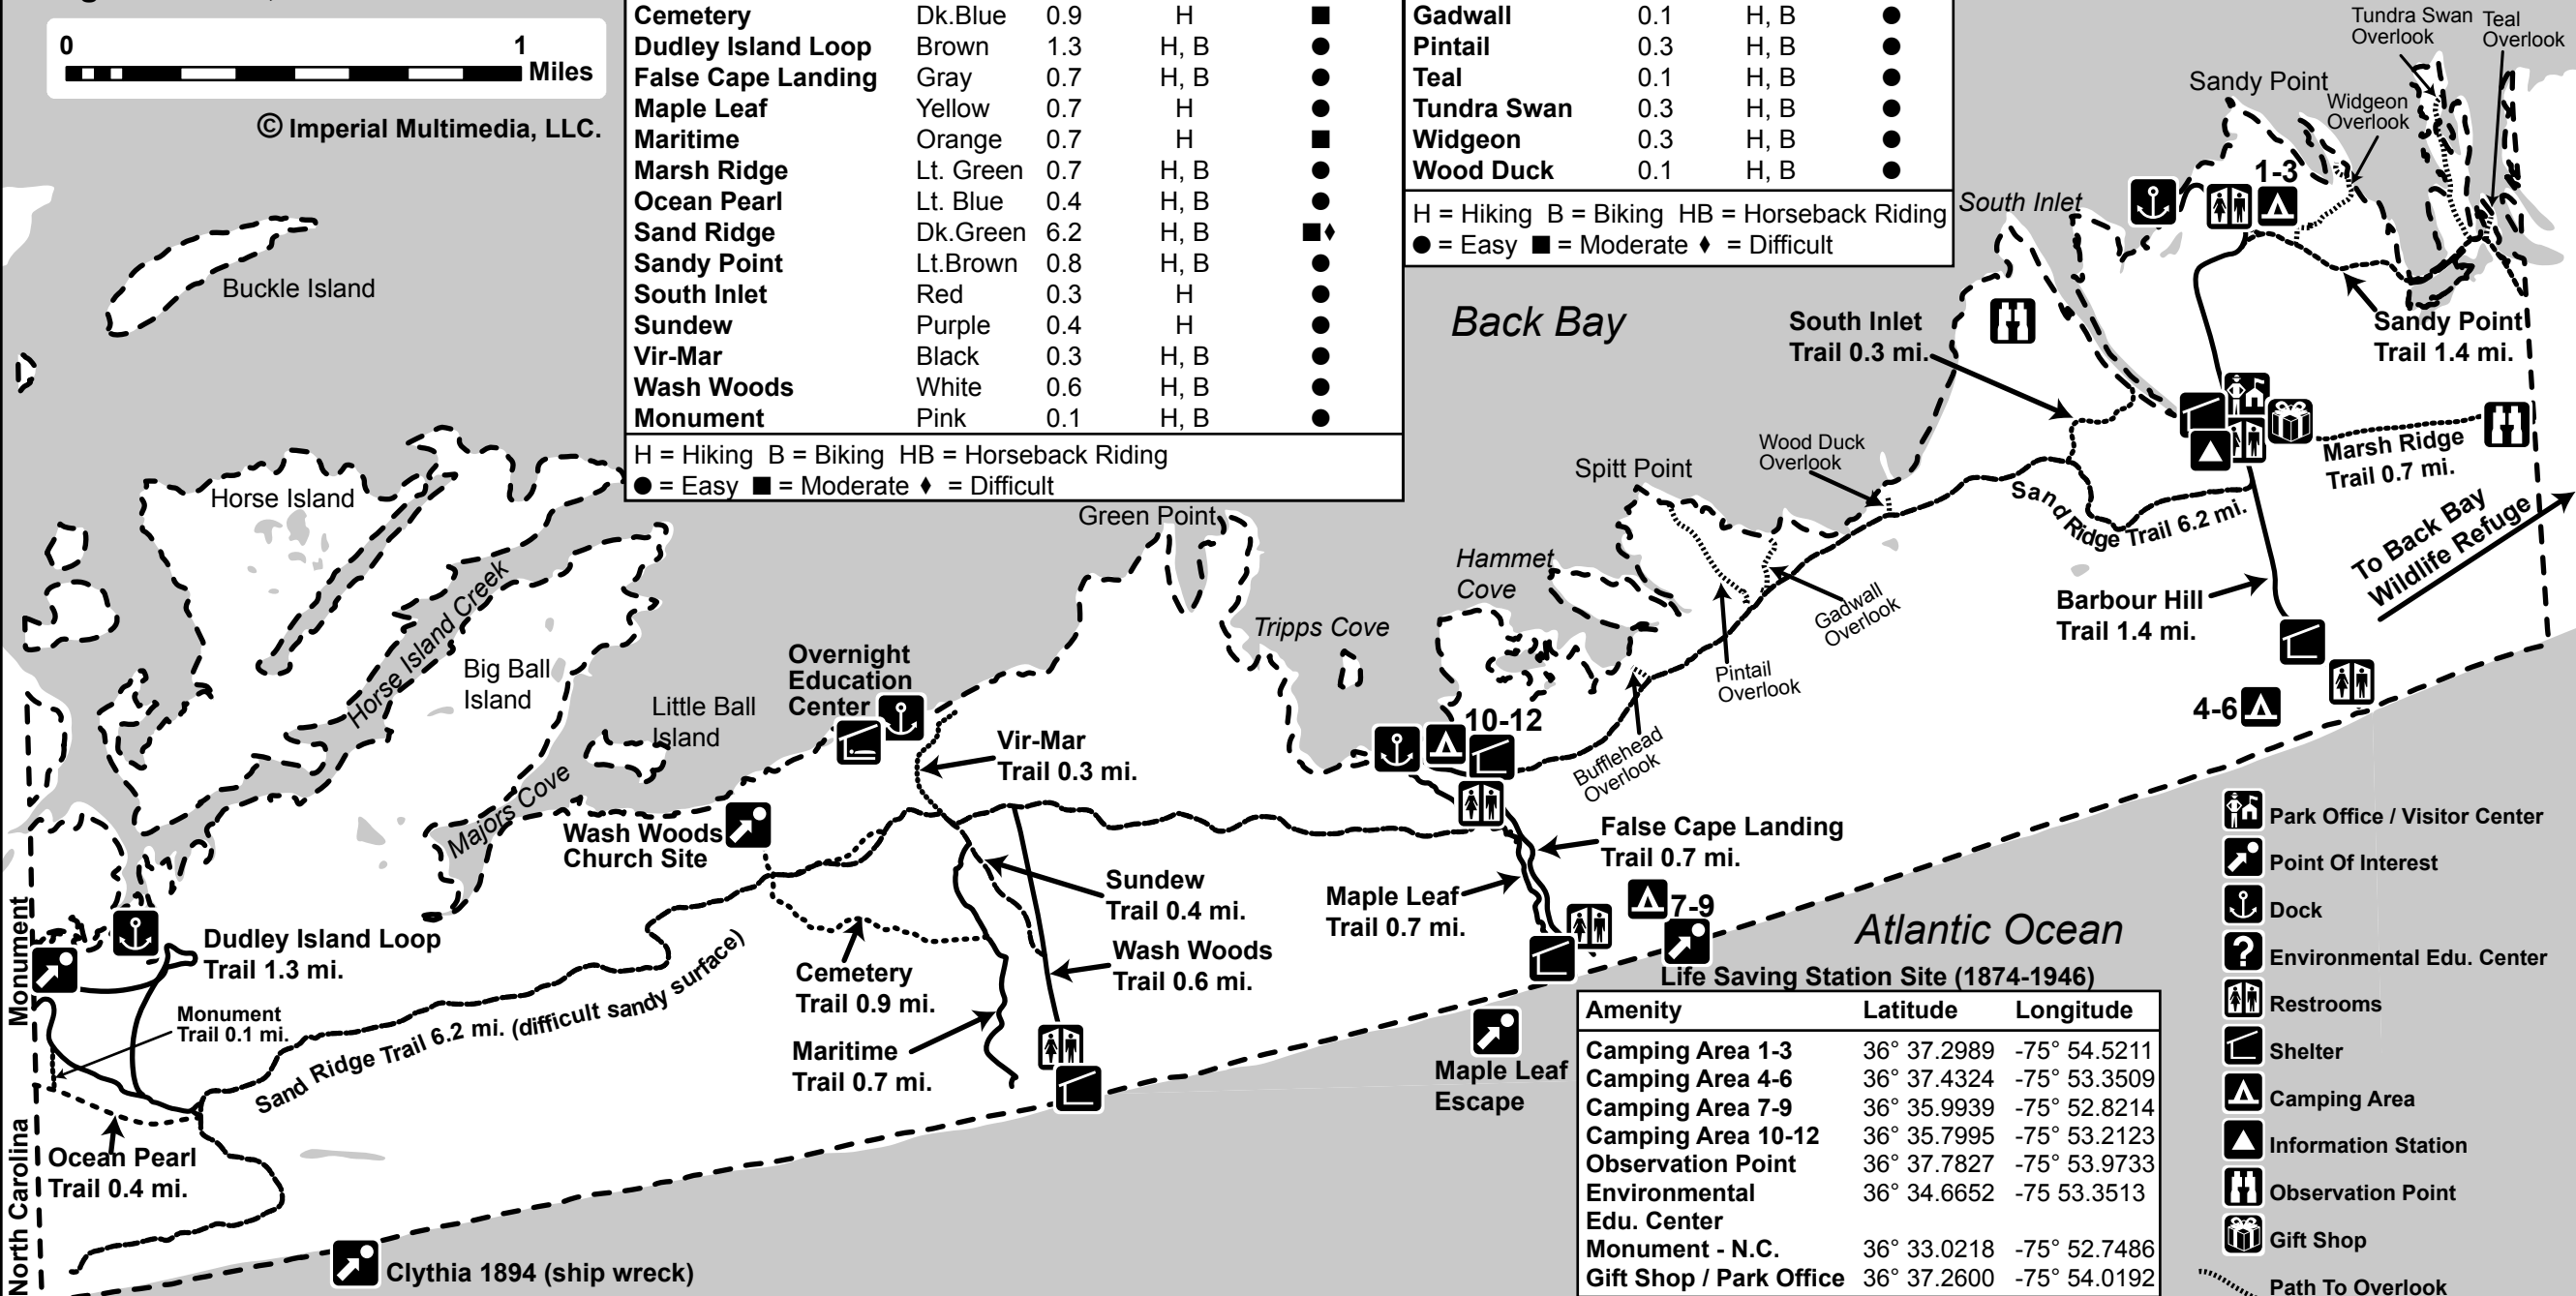 0 1
Miles
© Imperial Multimedia, LLC.
Cemetery Dk.Blue 0.9 H ■
Dudley Island Loop Brown 1.3 H, B ●
False Cape Landing Gray 0.7 H, B ●
Maple Leaf Yellow 0.7 H ●
Maritime Orange 0.7 H ■
Marsh Ridge Lt. Green 0.7 H, B ●
Ocean Pearl Lt. Blue 0.4 H, B ●
Sand Ridge Dk.Green 6.2 H, B ■♦
Sandy Point Lt.Brown 0.8 H, B ●
South Inlet Red 0.3 H ●
Sundew Purple 0.4 H ●
Vir-Mar Black 0.3 H, B ●
Wash Woods White 0.6 H, B ●
Monument Pink 0.1 H, B ●
H = Hiking B = Biking HB = Horseback Riding
● = Easy ■ = Moderate ♦ = Difficult
Gadwall 0.1 H, B ●
Pintail 0.3 H, B ●
Teal 0.1 H, B ●
Tundra Swan 0.3 H, B ●
Widgeon 0.3 H, B ●
Wood Duck 0.1 H, B ●
H = Hiking B = Biking HB = Horseback Riding
● = Easy ■ = Moderate ♦ = Difficult
Tundra Swan
Overlook
Teal
Overlook
Sandy Point
Widgeon
Overlook
1-3
South Inlet
Buckle Island
Back Bay
South Inlet
Trail 0.3 mi.
Sandy Point
Trail 1.4 mi.
Marsh Ridge
Trail 0.7 mi.
Wood Duck
Overlook
Spitt Point
Sand Ridge Trail 6.2 mi.
To Back Bay
Wildlife Refuge
Horse Island
Green Point
Hammet
Cove
Gadwall
Overlook
Barbour Hill
Trail 1.4 mi.
Horse Island Creek
Tripps Cove
Big Ball
Island
Overnight
Education
Center
Pintail
Overlook
Little Ball
Island
10-12
4-6
Vir-Mar
Trail 0.3 mi.
Bufflehead
Overlook
Majors Cove
Wash Woods
Church Site
False Cape Landing
Trail 0.7 mi.
Sundew
Trail 0.4 mi.
Maple Leaf
Trail 0.7 mi.
7-9
Atlantic Ocean
Life Saving Station Site (1874-1946)
Monument
Dudley Island Loop
Trail 1.3 mi.
Wash Woods
Trail 0.6 mi.
Cemetery
Trail 0.9 mi.
Monument
Trail 0.1 mi.
Sand Ridge Trail 6.2 mi. (difficult sandy surface)
Maritime
Trail 0.7 mi.
Maple Leaf
Escape
North Carolina
Ocean Pearl
Trail 0.4 mi.
Clythia 1894 (ship wreck)
Amenity Latitude Longitude
Camping Area 1-3 36° 37.2989 -75° 54.5211
Camping Area 4-6 36° 37.4324 -75° 53.3509
Camping Area 7-9 36° 35.9939 -75° 52.8214
Camping Area 10-12 36° 35.7995 -75° 53.2123
Observation Point 36° 37.7827 -75° 53.9733
Environmental 36° 34.6652 -75 53.3513
Edu. Center
Monument - N.C. 36° 33.0218 -75° 52.7486
Gift Shop / Park Office 36° 37.2600 -75° 54.0192
Park Office / Visitor Center
Point Of Interest
Dock
? Environmental Edu. Center
Restrooms
Shelter
Camping Area
Information Station
Observation Point
Gift Shop
Path To Overlook